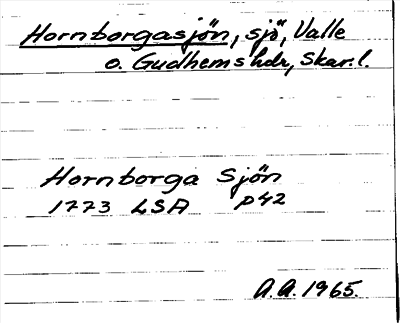 Hornborgasjön, sjö, Valle
o. Gudhems hdr, Skar. l.
Hornborga Sjön
1773 LSA p42
A.A. 1965.